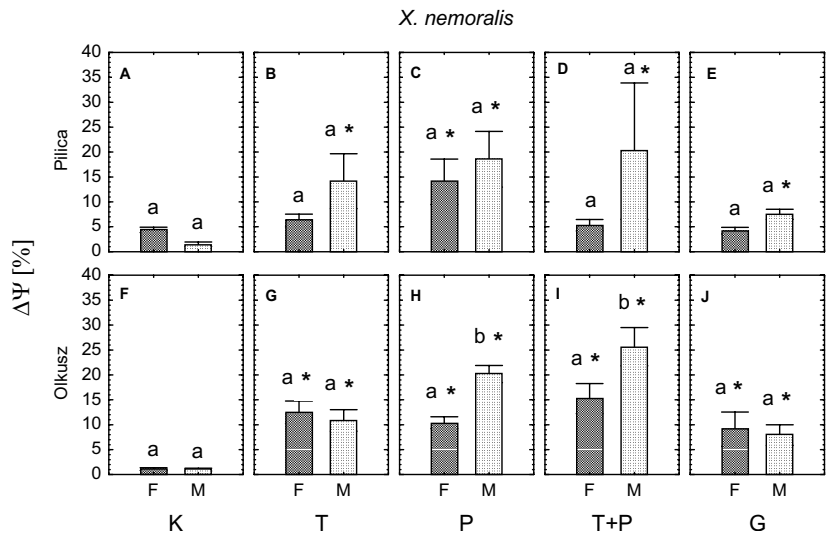 X. nemoralis
ΔΨ [%]
Pilica
40
35
30
25
20
15
10
5
0
A
a
a
B
a
a *
C
a *
a *
D
a
a *
E
a
a *
Olkusz
40
35
30
25
20
15
10
5
0
F
a
a
G
a *
a *
H
a *
b *
I
a *
b *
J
a *
a *
F M F M F M F M F M
K T P T+P G